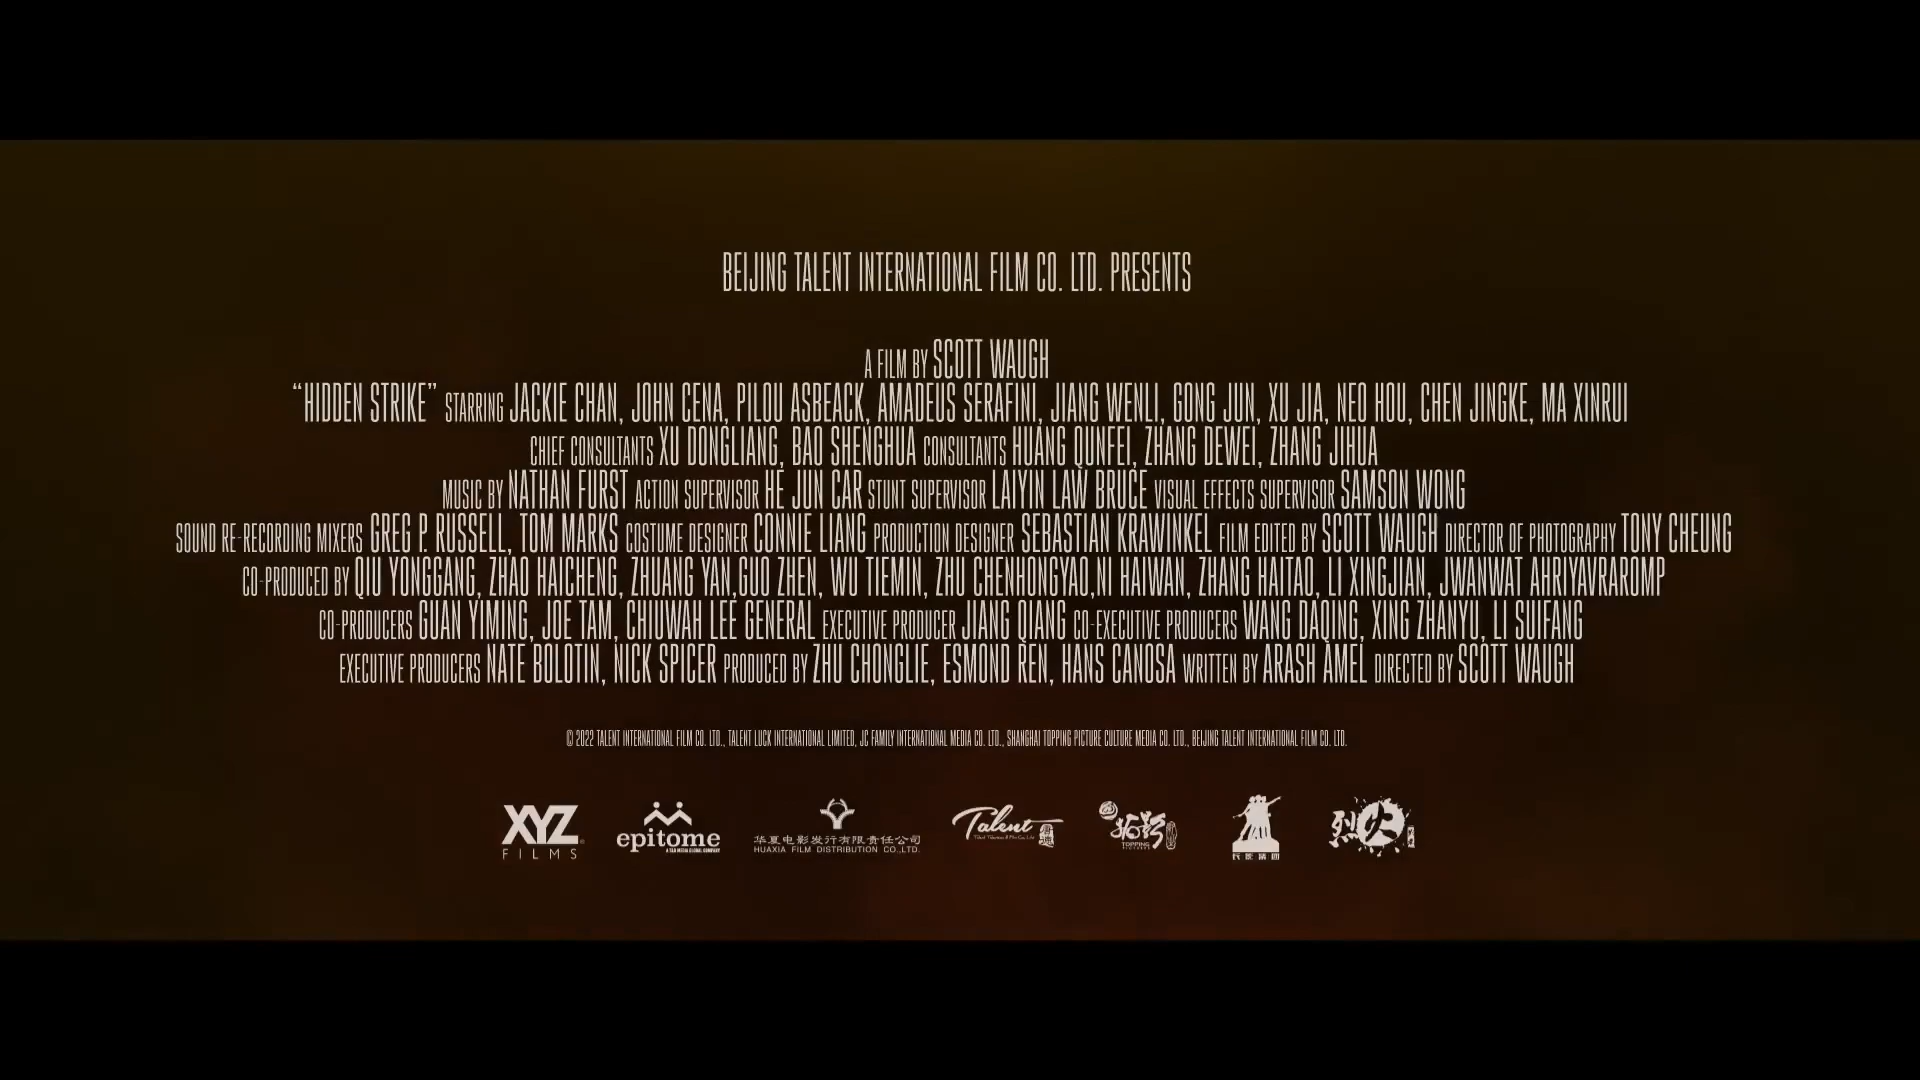 BEIJING TALENT INTERNATIONAL FILM CO. LTD. PRESENTS
A FILM BY SCOTT WAUGH
“HIDDEN STRIKE” STARRING JACKIE CHAN, JOHN CENA, PILOU ASBEACK, AMADEUS SERAFINI, JIANG WENLI, GONG JUN, XU JIA, NEO HOU, CHEN JINGKE, MA XINRUI
CHIEF CONSULTANTS XU DONGLIANG, BAO SHENGHUA CONSULTANTS HUANG QUNFEI, ZHANG DEWEI, ZHANG JIHUA
MUSIC BY NATHAN FURST ACTION SUPERVISOR HE JUN CAR STUNT SUPERVISOR LAIYIN LAW BRUCE VISUAL EFFECTS SUPERVISOR SAMSON WONG
SOUND RE-RECORDING MIXERS GREG P. RUSSELL, TOM MARKS COSTUME DESIGNER CONNIE LIANG PRODUCTION DESIGNER SEBASTIAN KRAWINKEL FILM EDITED BY SCOTT WAUGH DIRECTOR OF PHOTOGRAPHY TONY CHEUNG
CO-PRODUCED BY QIU YONGGANG, ZHAO HAICHENG, ZHUANG YAN,GUO ZHEN, WU TIEMIN, ZHU CHENHONGYAO,NI HAIWAN, ZHANG HAITAO, LI XINGJIAN, JWANWAT AHRIYAVRAROMP
CO-PRODUCERS GUAN YIMING, JOE TAM, CHIUWAH LEE GENERAL EXECUTIVE PRODUCER JIANG QIANG CO-EXECUTIVE PRODUCERS WANG DAQING, XING ZHANYU, LI SUIFANG
EXECUTIVE PRODUCERS NATE BOLOTIN, NICK SPICER PRODUCED BY ZHU CHONGLIE, ESMOND REN, HANS CANOSA WRITTEN BY ARASH AMEL DIRECTED BY SCOTT WAUGH
© 2022 TALENT INTERNATIONAL FILM CO. LTD., TALENT LUCK INTERNATIONAL LIMITED, JC FAMILY INTERNATIONAL MEDIA CO. LTD., SHANGHAI TOPPING PICTURE CULTURE MEDIA CO. LTD., BEIJING TALENT INTERNATIONAL FILM CO. LTD.
XYZ
FILMS
epitome
华夏电影发行有限责任公司
HUAXIA FILM DISTRIBUTION CO.,LTD.
Talent
拓影
TOPPING
长影集团
烈火